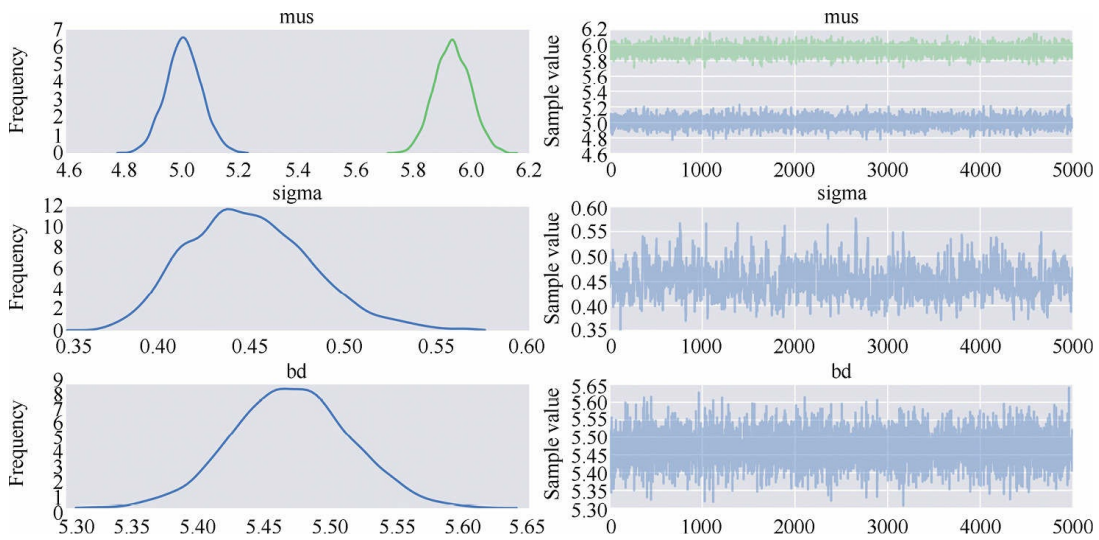 mus
Frequency
7
6
5
4
3
2
1
0
4.6 4.8 5.0 5.2 5.4 5.6 5.8 6.0 6.2
mus
Sample value
6.2
6.0
5.8
5.6
5.4
5.2
5.0
4.8
4.6
0 1000 2000 3000 4000 5000
sigma
Frequency
12
10
8
6
4
2
0
0.35 0.40 0.45 0.50 0.55 0.60
sigma
Sample value
0.60
0.55
0.50
0.45
0.40
0.35
0 1000 2000 3000 4000 5000
bd
Frequency
9
8
7
6
5
4
3
2
1
0
5.30 5.35 5.40 5.45 5.50 5.55 5.60 5.65
bd
Sample value
5.65
5.60
5.55
5.50
5.45
5.40
5.35
5.30
0 1000 2000 3000 4000 5000